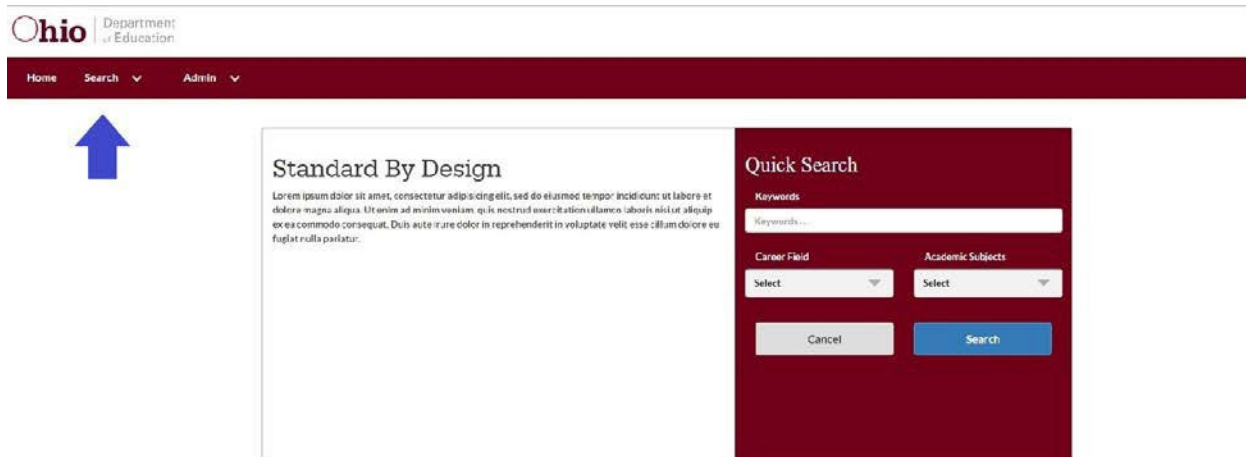 Ohio Department of Education
Home Search Admin
Standard By Design
Lorem ipsum dolor sit amet, consectetur adipisicing elit, sed do eiusmod tempor incididunt ut labore et
dolore magna aliqua. Ut enim ad minim veniam, quis nostrud exercitation ullamco laboris nisi ut aliquip
ex ea commodo consequat. Duis aute irure dolor in reprehenderit in voluptate velit esse cillum dolore eu
fugiat nulla pariatur.
Quick Search
Keywords
Keywords...
Career Field Academic Subjects
Select Select
Cancel Search